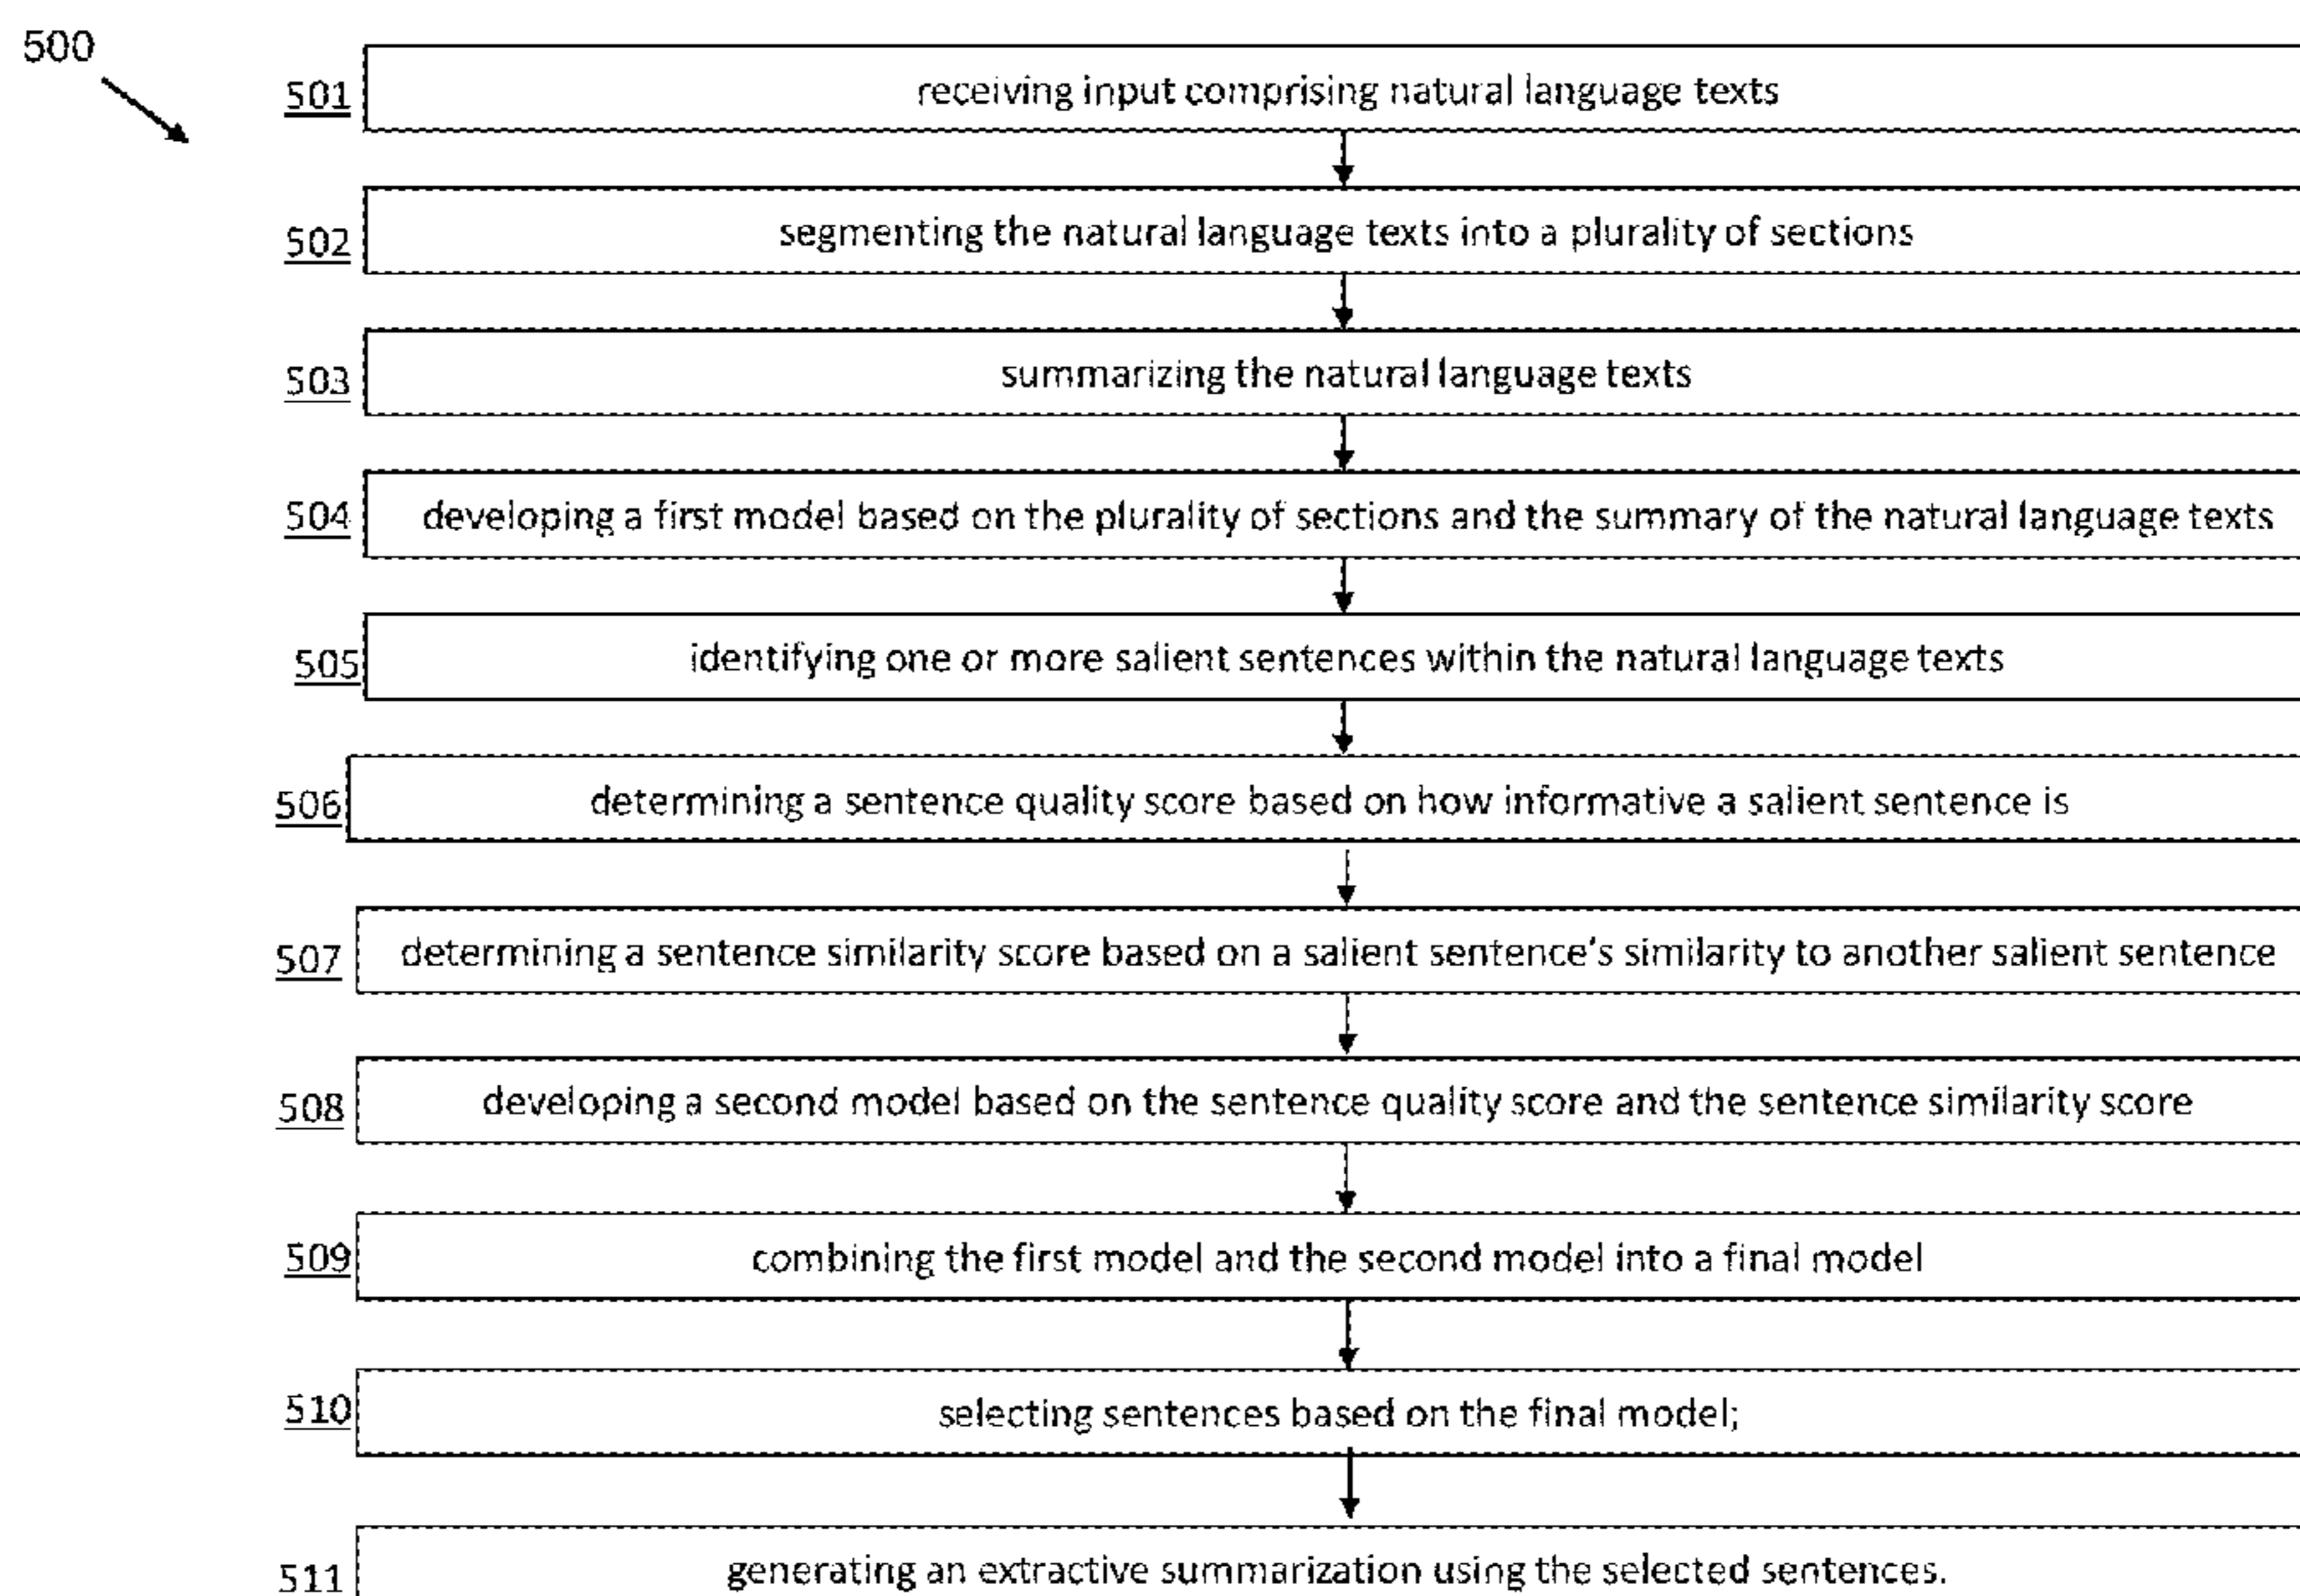 500
501 receiving input comprising natural language texts
502 segmenting the natural language texts into a plurality of sections
503 summarizing the natural language texts
504 developing a first model based on the plurality of sections and the summary of the natural language texts
505 identifying one or more salient sentences within the natural language texts
506 determining a sentence quality score based on how informative a salient sentence is
507 determining a sentence similarity score based on a salient sentence's similarity to another salient sentence
508 developing a second model based on the sentence quality score and the sentence similarity score
509 combining the first model and the second model into a final model
510 selecting sentences based on the final model;
511 generating an extractive summarization using the selected sentences.